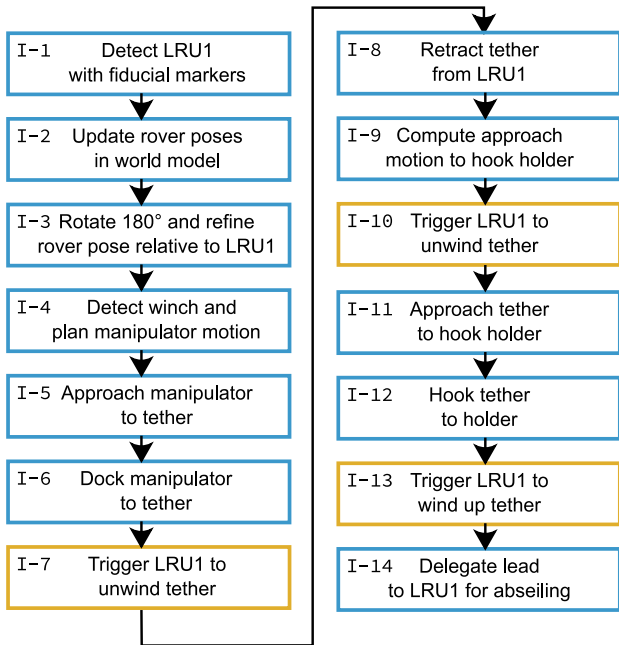 I-1 Detect LRU1
with fiducial markers
I-2 Update rover poses
in world model
I-3 Rotate 180° and refine
rover pose relative to LRU1
I-4 Detect winch and
plan manipulator motion
I-5 Approach manipulator
to tether
I-6 Dock manipulator
to tether
I-7 Trigger LRU1 to
unwind tether
I-8 Retract tether
from LRU1
I-9 Compute approach
motion to hook holder
I-10 Trigger LRU1 to
unwind tether
I-11 Approach tether
to hook holder
I-12 Hook tether
to holder
I-13 Trigger LRU1 to
wind up tether
I-14 Delegate lead
to LRU1 for abseiling